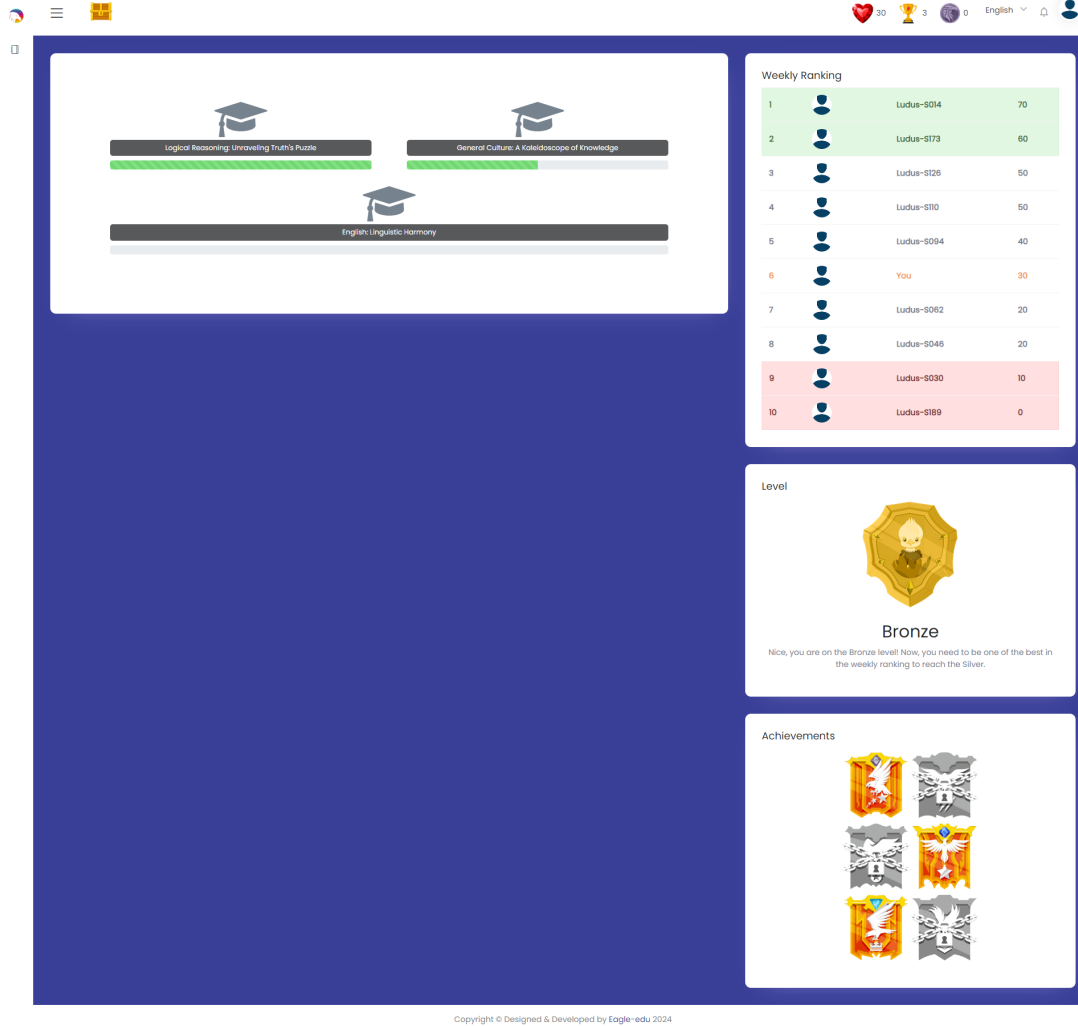 30
3
0
English
Logical Reasoning: Unraveling Truth's Puzzle
General Culture: A Kaleidoscope of Knowledge
English: Linguistic Harmony
Weekly Ranking
1 Ludus-S014 70
2 Ludus-S173 60
3 Ludus-S126 50
4 Ludus-S110 50
5 Ludus-S094 40
6 You 30
7 Ludus-S062 20
8 Ludus-S046 20
9 Ludus-S030 10
10 Ludus-S189 0
Level
Bronze
Nice, you are on the Bronze level! Now, you need to be one of the best in
the weekly ranking to reach the Silver.
Achievements
Copyright © Designed & Developed by Eagle-edu 2024